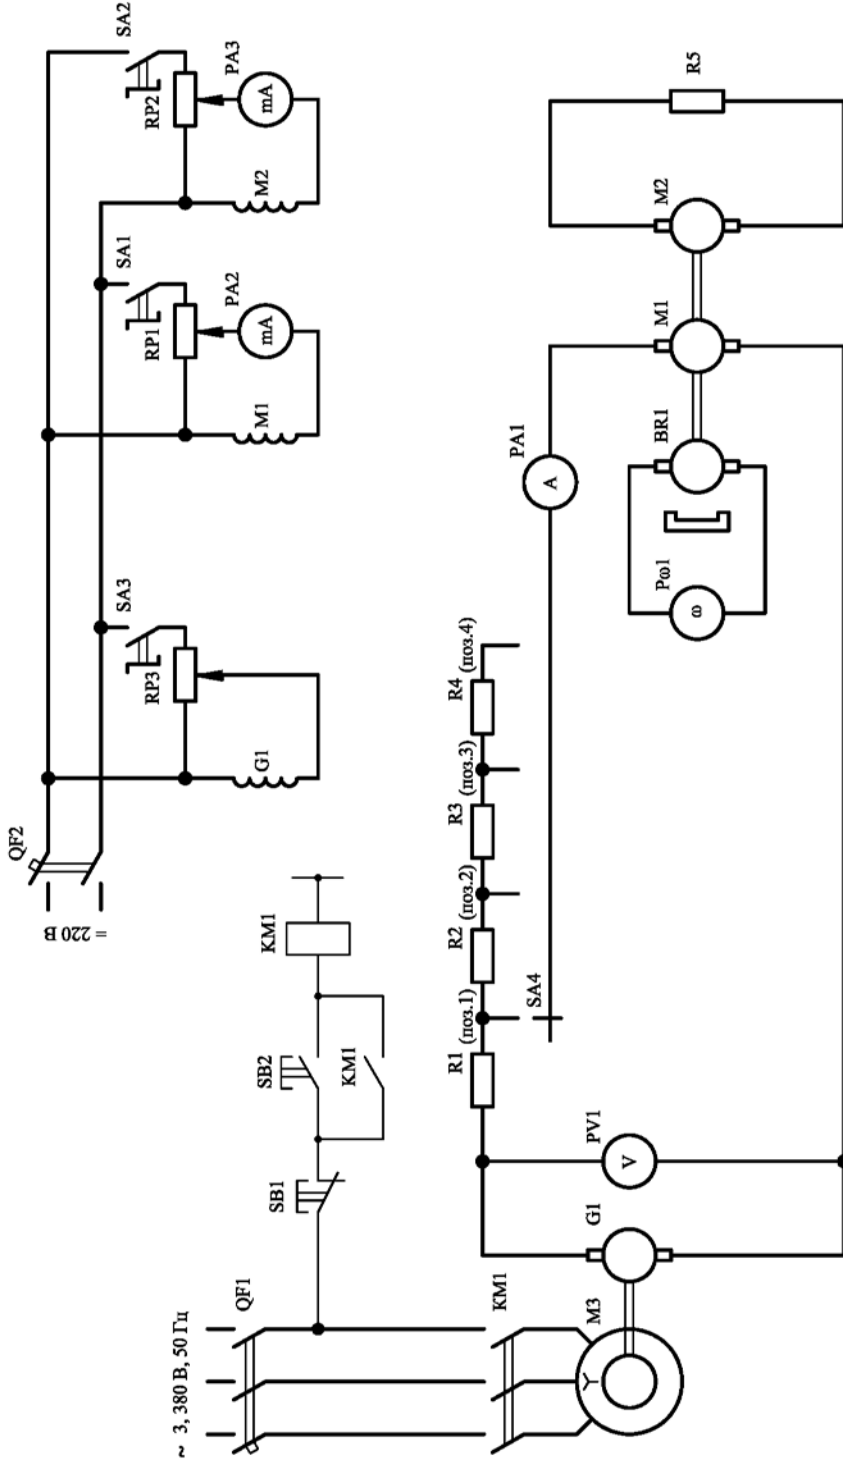 ~ 3, 380 В, 50 Гц
QF1
KM1
M3
SB1
SB2
KM1
KM1
= 220 В
QF2
G1
RP3
SA3
M1
RP1
SA1
PA2
mA
M2
RP2
SA2
PA3
mA
G1
PV1
V
R1
(поз.1)
R2
(поз.2)
R3
(поз.3)
R4
(поз.4)
SA4
PA1
A
Pω1
ω
BR1
M1
M2
R5